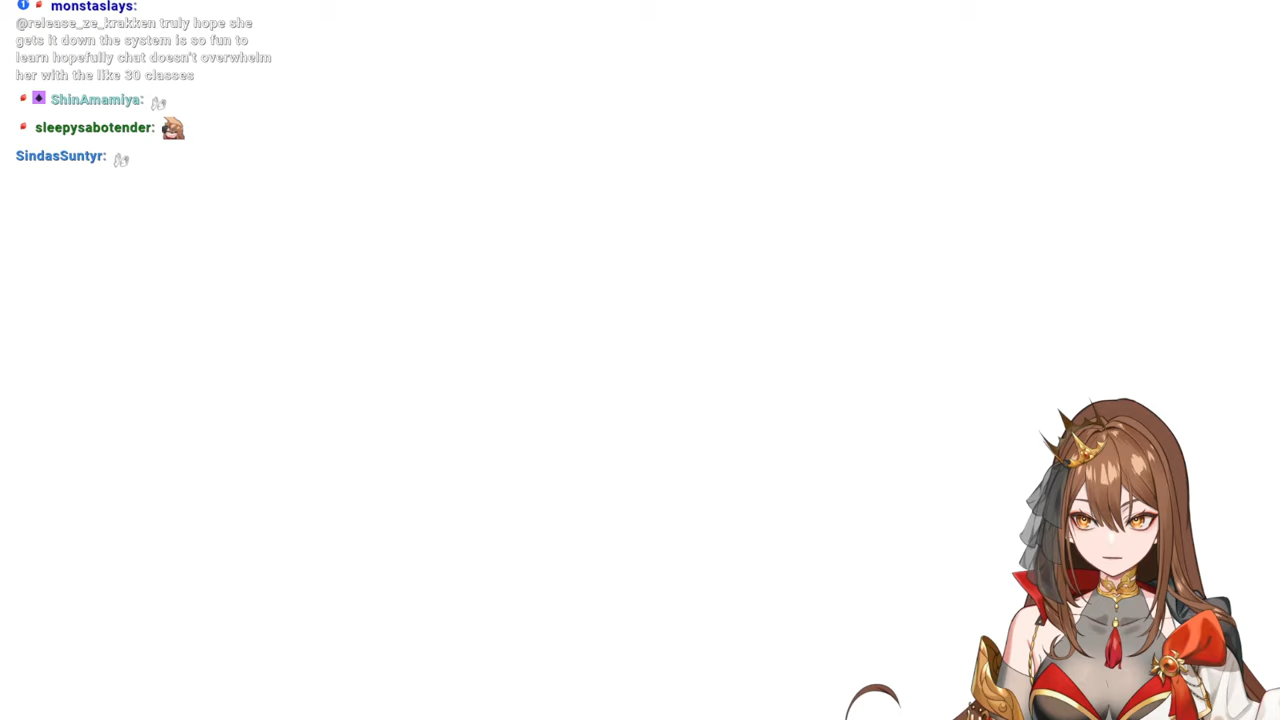 monstaslays:
@release_ze_krakken truly hope she
gets it down the system is so fun to
learn hopefully chat doesn't overwhelm
her with the like 30 classes
ShinAmamiya:
sleepysabotender:
SindasSuntyr: